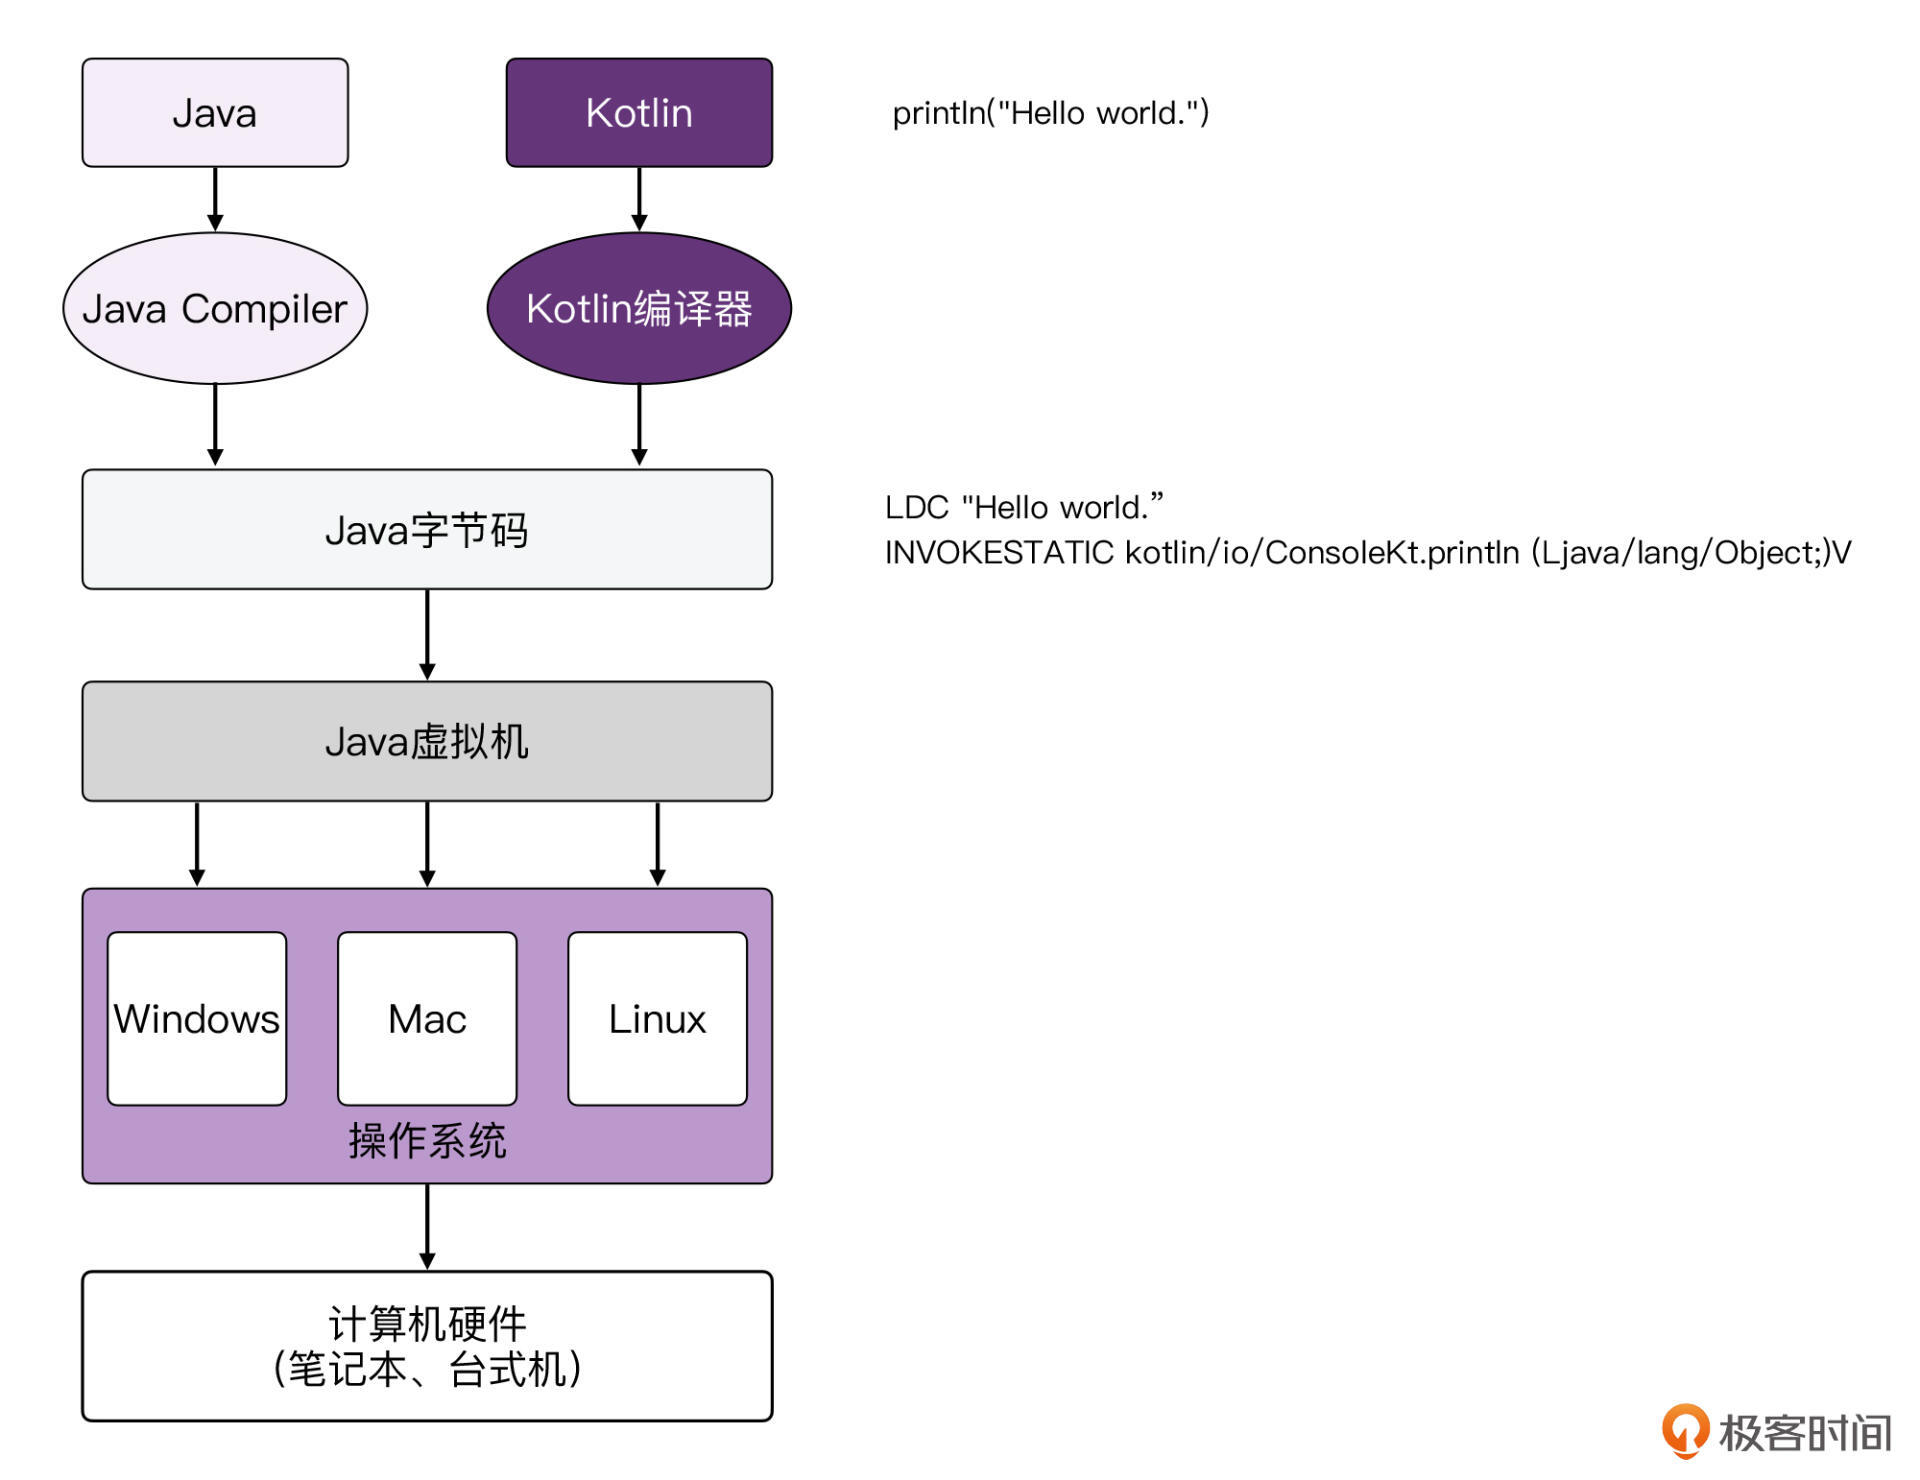 Java
Kotlin
println("Hello world.")
Java Compiler
Kotlin编译器
Java字节码
LDC "Hello world.”
INVOKESTATIC kotlin/io/ConsoleKt.println (Ljava/lang/Object;)V
Java虚拟机
Windows
Mac
Linux
操作系统
计算机硬件
(笔记本、台式机)
极客时间